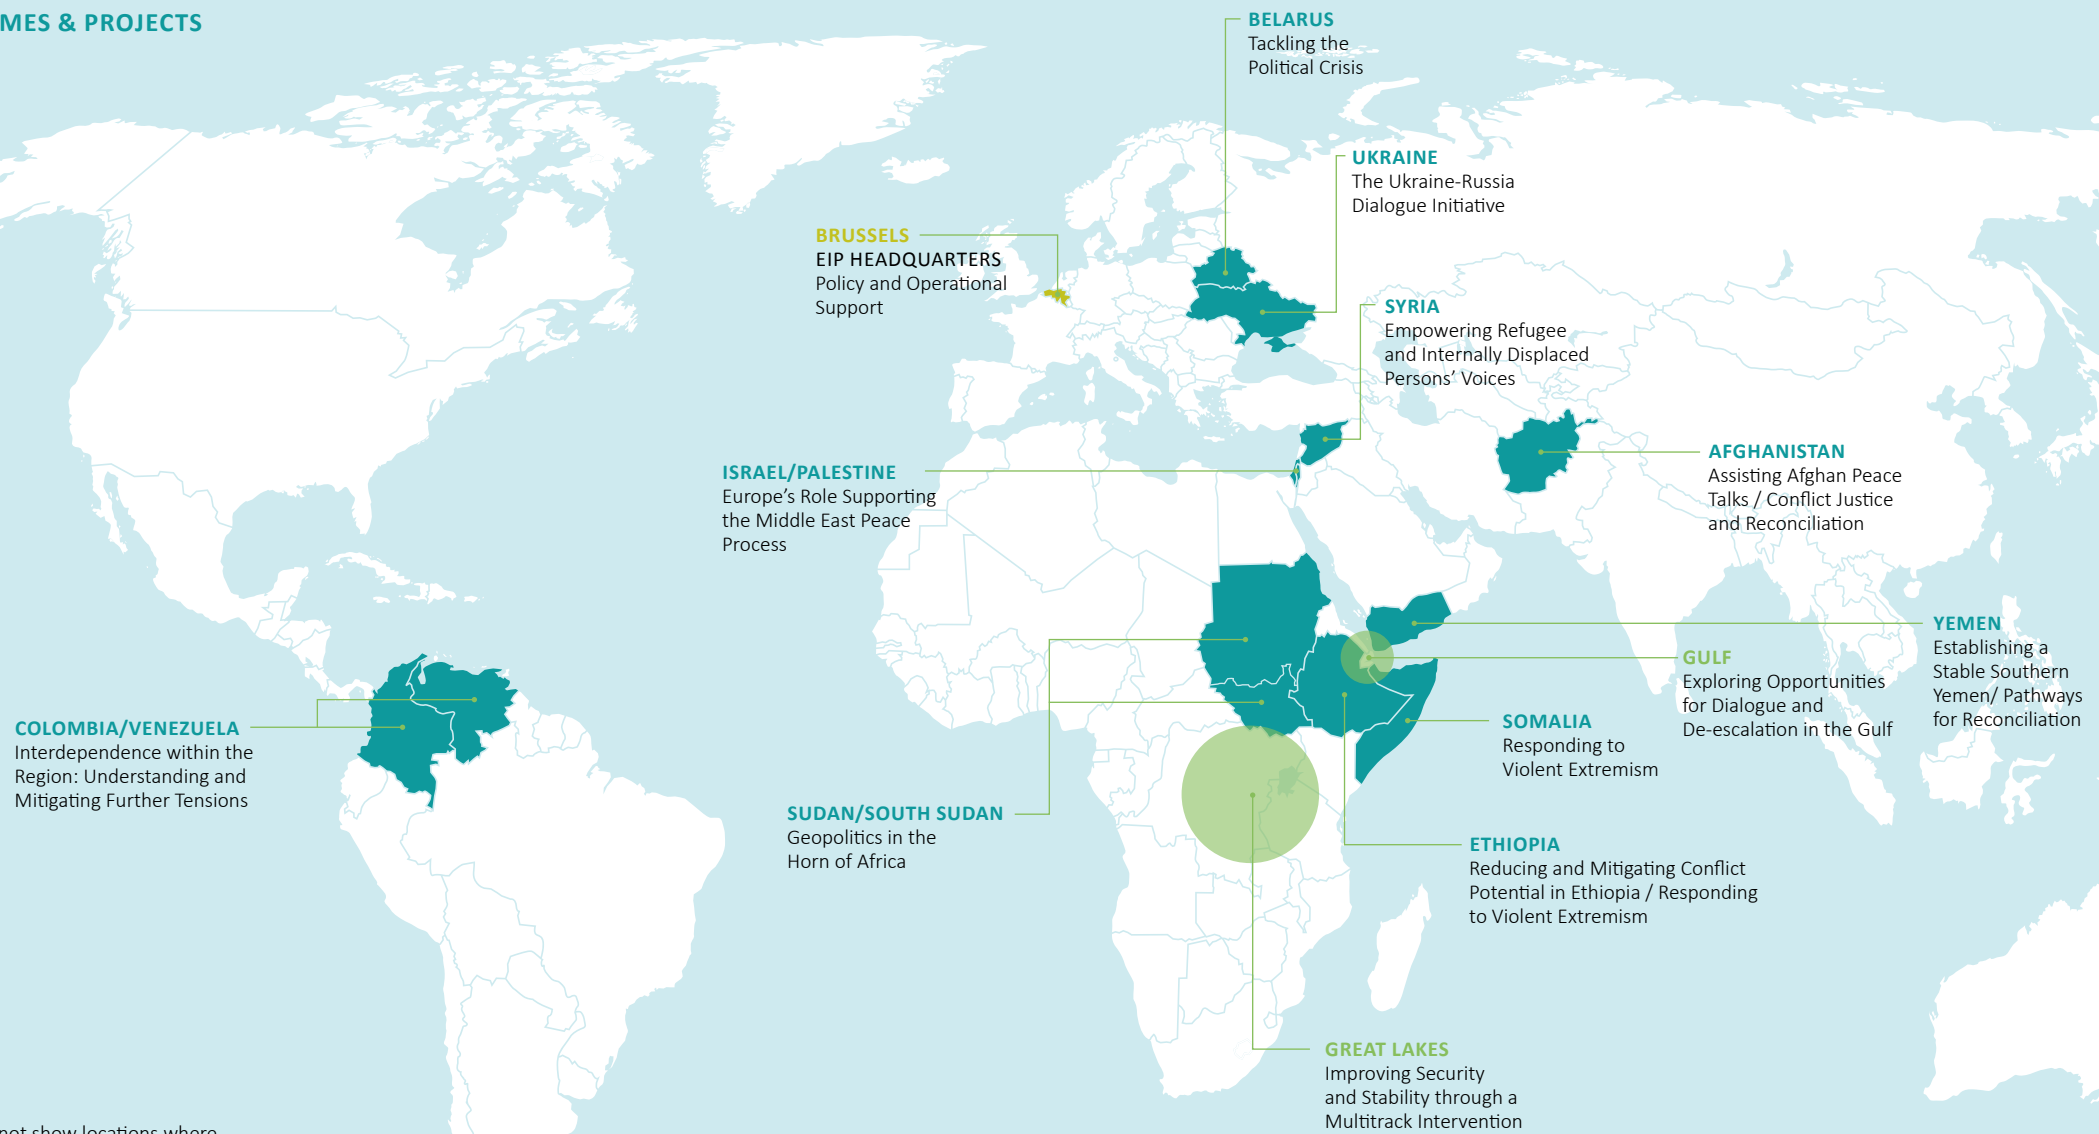 MES & PROJECTS
BELARUS
Tackling the
Political Crisis
UKRAINE
The Ukraine-Russia
Dialogue Initiative
BRUSSELS
EIP HEADQUARTERS
Policy and Operational
Support
SYRIA
Empowering Refugee
and Internally Displaced
Persons’ Voices
ISRAEL/PALESTINE
Europe’s Role Supporting
the Middle East Peace
Process
AFGHANISTAN
Assisting Afghan Peace
Talks / Conflict Justice
and Reconciliation
YEMEN
Establishing a
Stable Southern
Yemen/ Pathways
for Reconciliation
GULF
Exploring Opportunities
for Dialogue and
De-escalation in the Gulf
COLOMBIA/VENEZUELA
Interdependence within the
Region: Understanding and
Mitigating Further Tensions
SOMALIA
Responding to
Violent Extremism
SUDAN/SOUTH SUDAN
Geopolitics in the
Horn of Africa
ETHIOPIA
Reducing and Mitigating Conflict
Potential in Ethiopia / Responding
to Violent Extremism
GREAT LAKES
Improving Security
and Stability through a
Multitrack Intervention
not show locations where